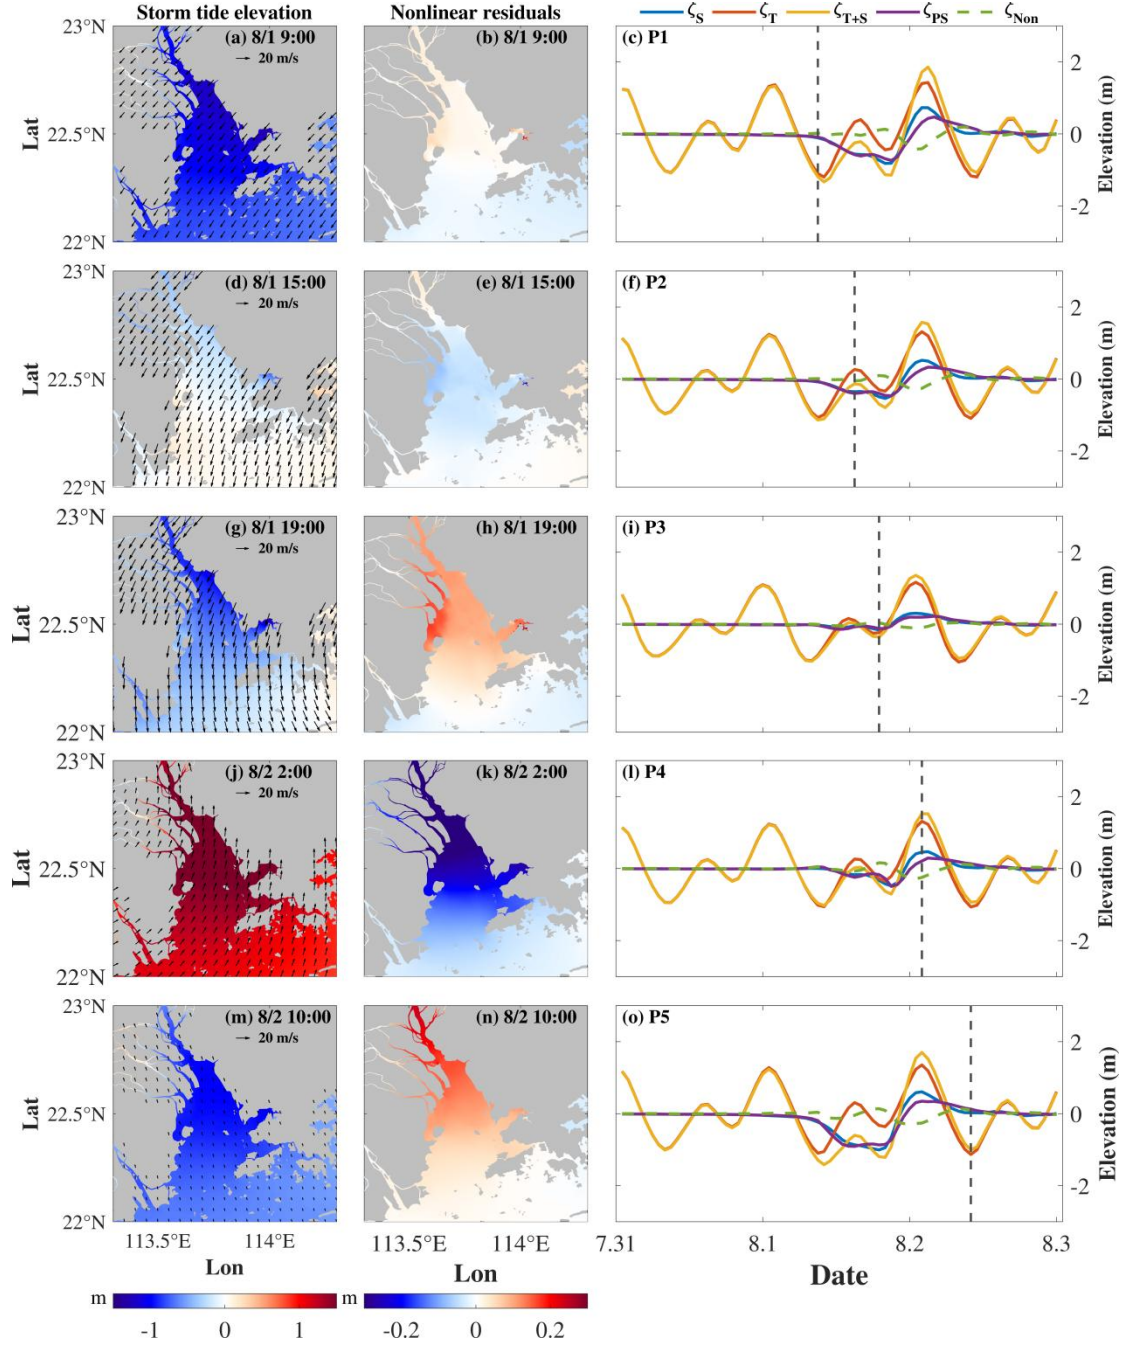 Storm tide elevation
Nonlinear residuals
ζS ζT ζT+S ζPS ζNon
23°N
22.5°N
22°N
Lat
(a) 8/1 9:00
20 m/s
(b) 8/1 9:00
(c) P1
2
0
-2
Elevation (m)
23°N
22.5°N
22°N
Lat
(d) 8/1 15:00
20 m/s
(e) 8/1 15:00
(f) P2
2
0
-2
Elevation (m)
23°N
22.5°N
22°N
Lat
(g) 8/1 19:00
20 m/s
(h) 8/1 19:00
(i) P3
2
0
-2
Elevation (m)
23°N
22.5°N
22°N
Lat
(j) 8/2 2:00
20 m/s
(k) 8/2 2:00
(l) P4
2
0
-2
Elevation (m)
23°N
22.5°N
22°N
Lat
(m) 8/2 10:00
20 m/s
(n) 8/2 10:00
(o) P5
2
0
-2
Elevation (m)
113.5°E 114°E
Lon
113.5°E 114°E
Lon
7.31 8.1 8.2 8.3
Date
m
-1 0 1
m
-0.2 0 0.2